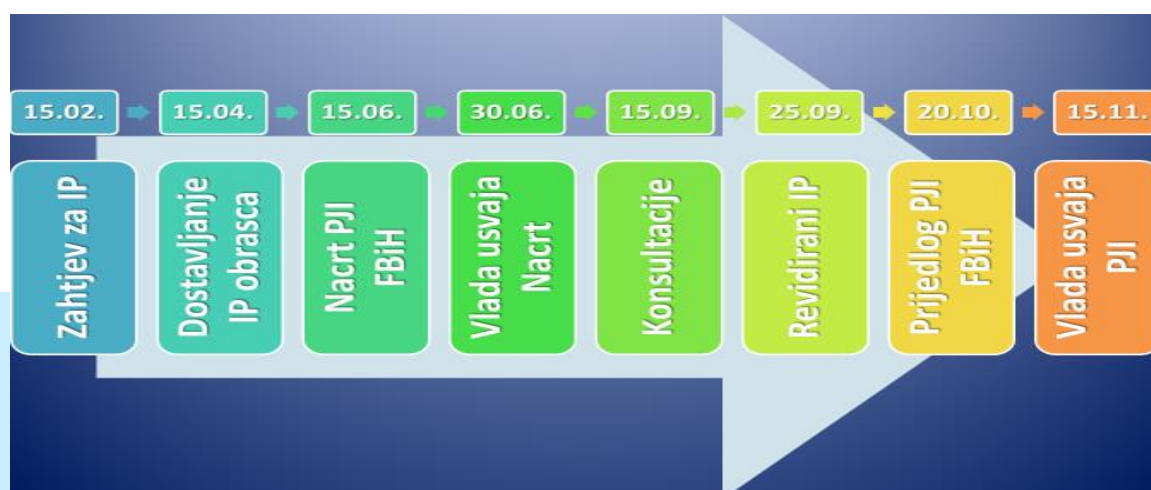 15.02.
15.04.
15.06.
30.06.
15.09.
25.09.
20.10.
15.11.
Zahtjev za IP
Dostavljanje
IP obrasca
Nacrt PJI
FBiH
Vlada usvaja
Nacrt
Konsultacije
Revidirani IP
Prijedlog PJI
FBiH
Vlada usvaja
PJI